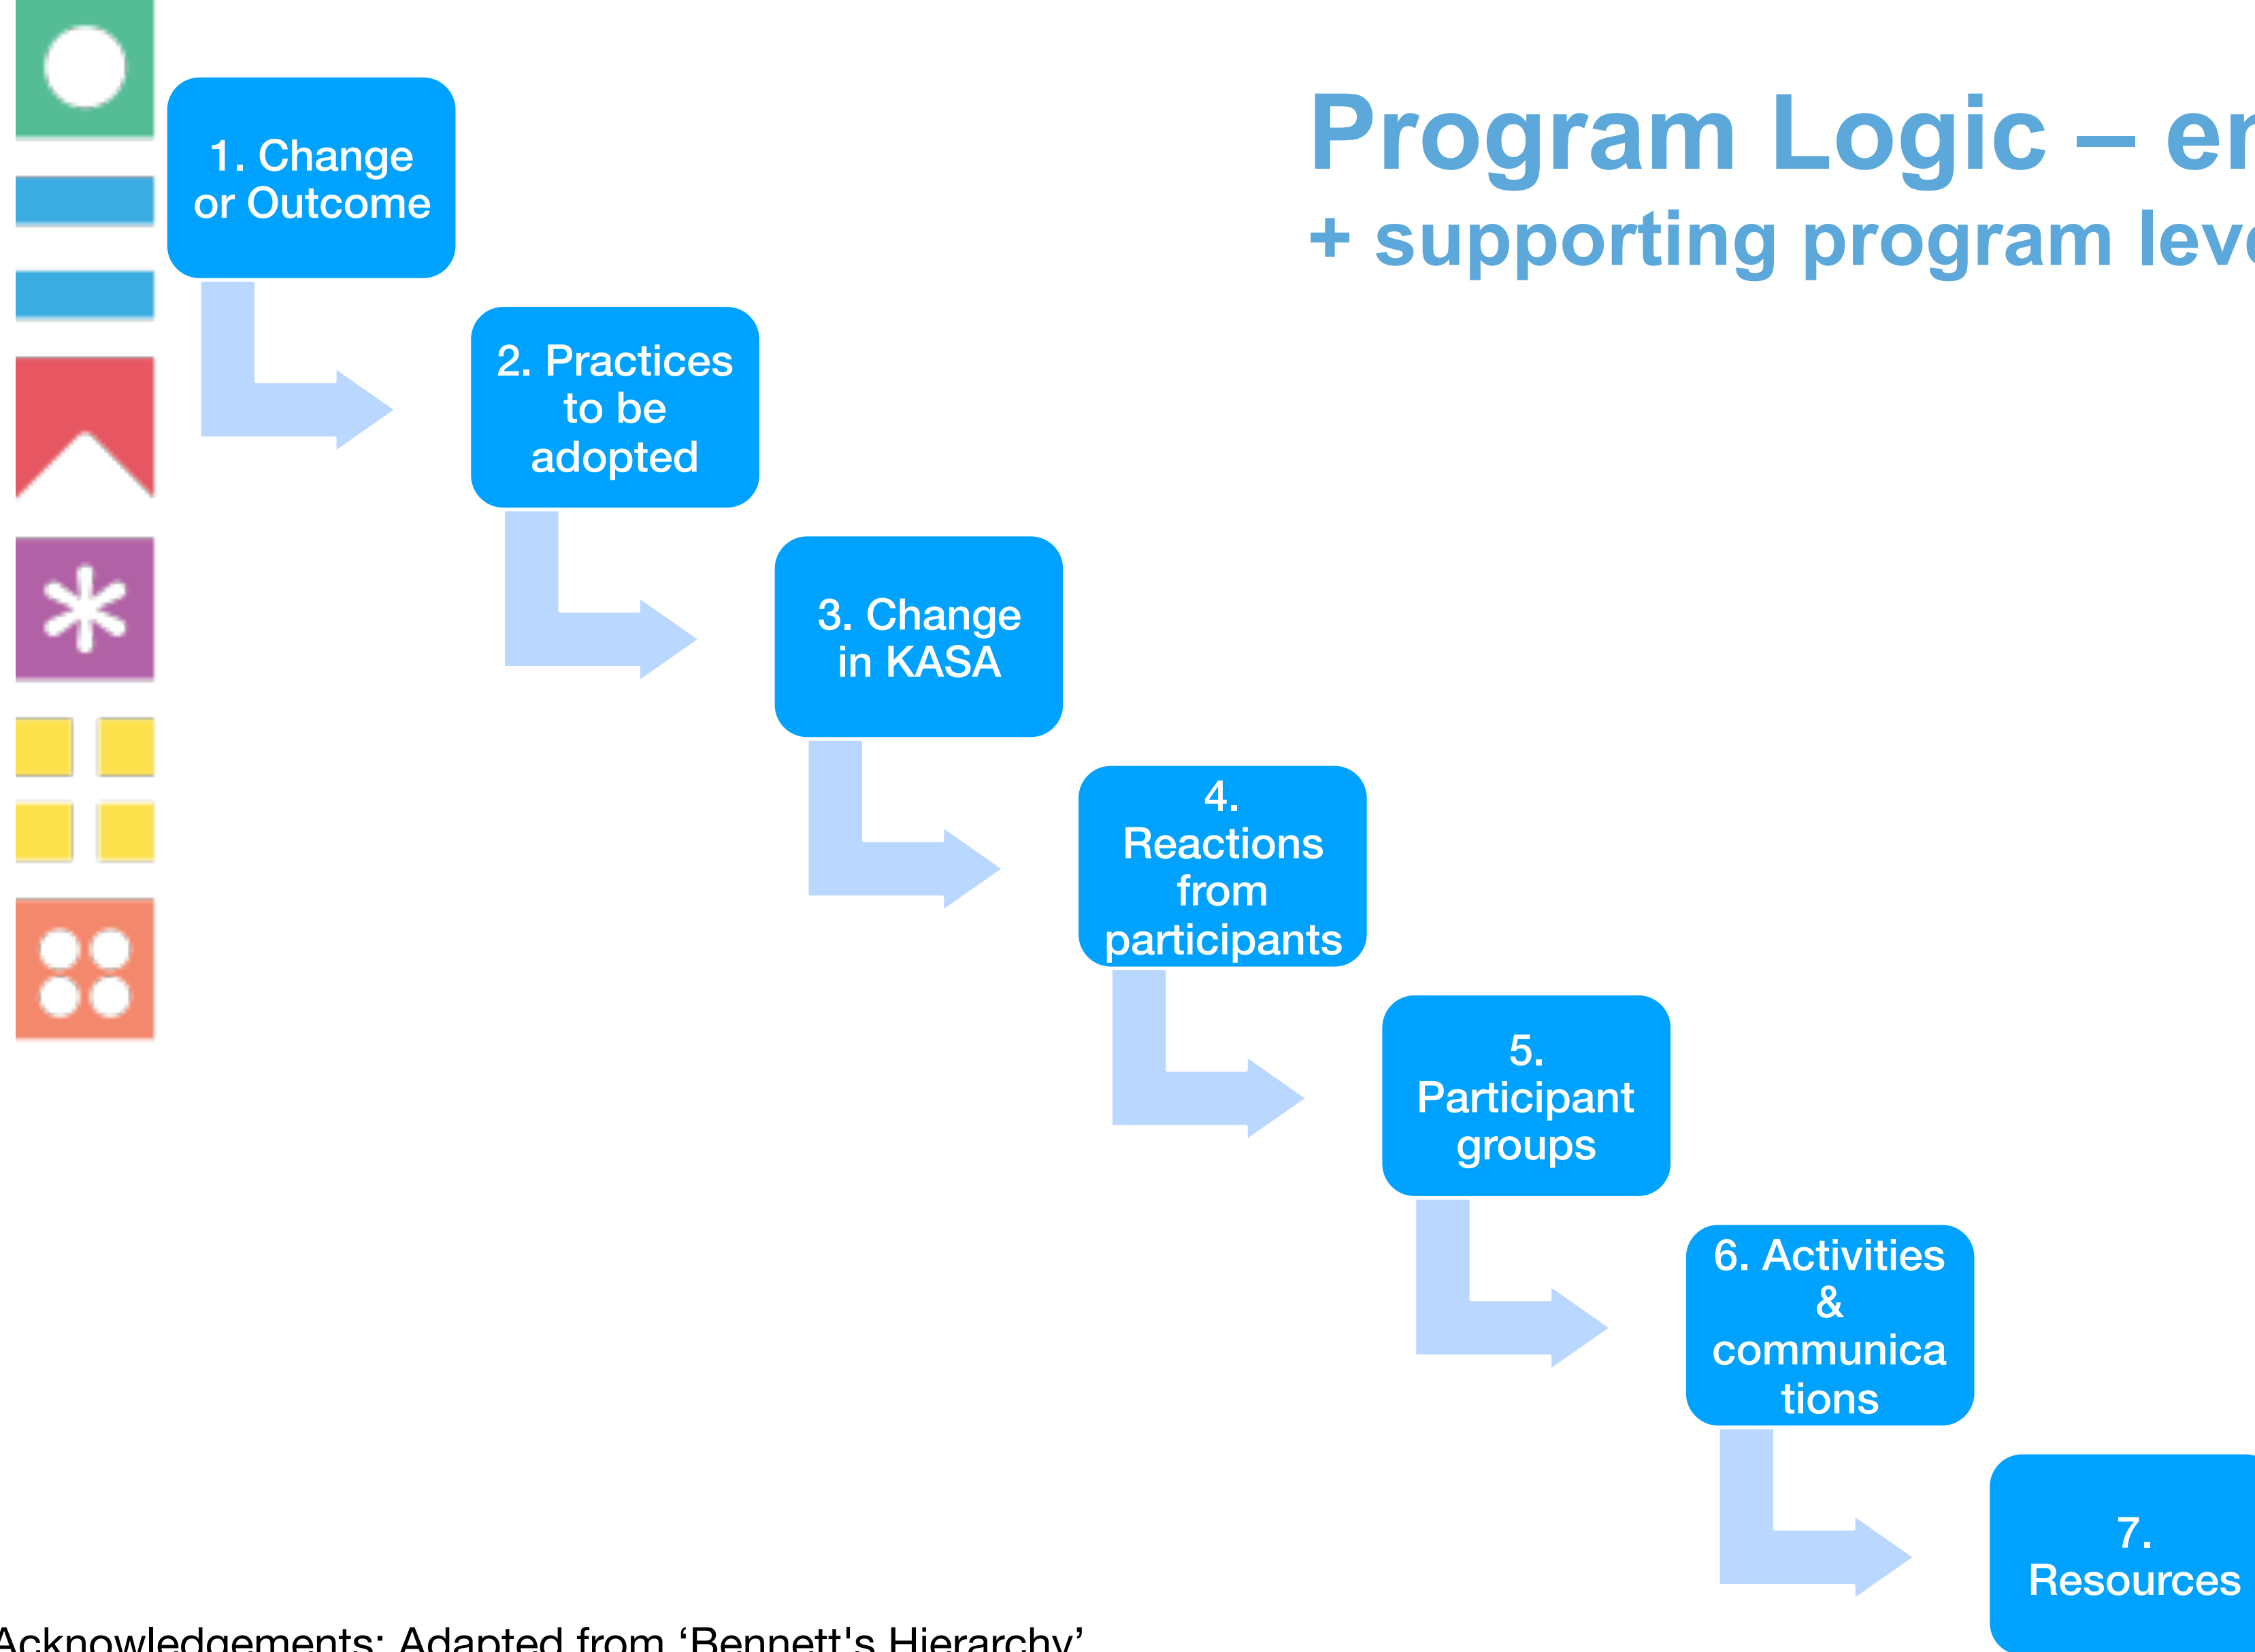 Program Logic – en
+ supporting program leve
1. Change
or Outcome
2. Practices
to be
adopted
3. Change
in KASA
4.
Reactions
from
participants
5.
Participant
groups
6. Activities
&
communica
tions
7.
Resources
Acknowledgements: Adapted from ‘Bennett's Hierarchy’